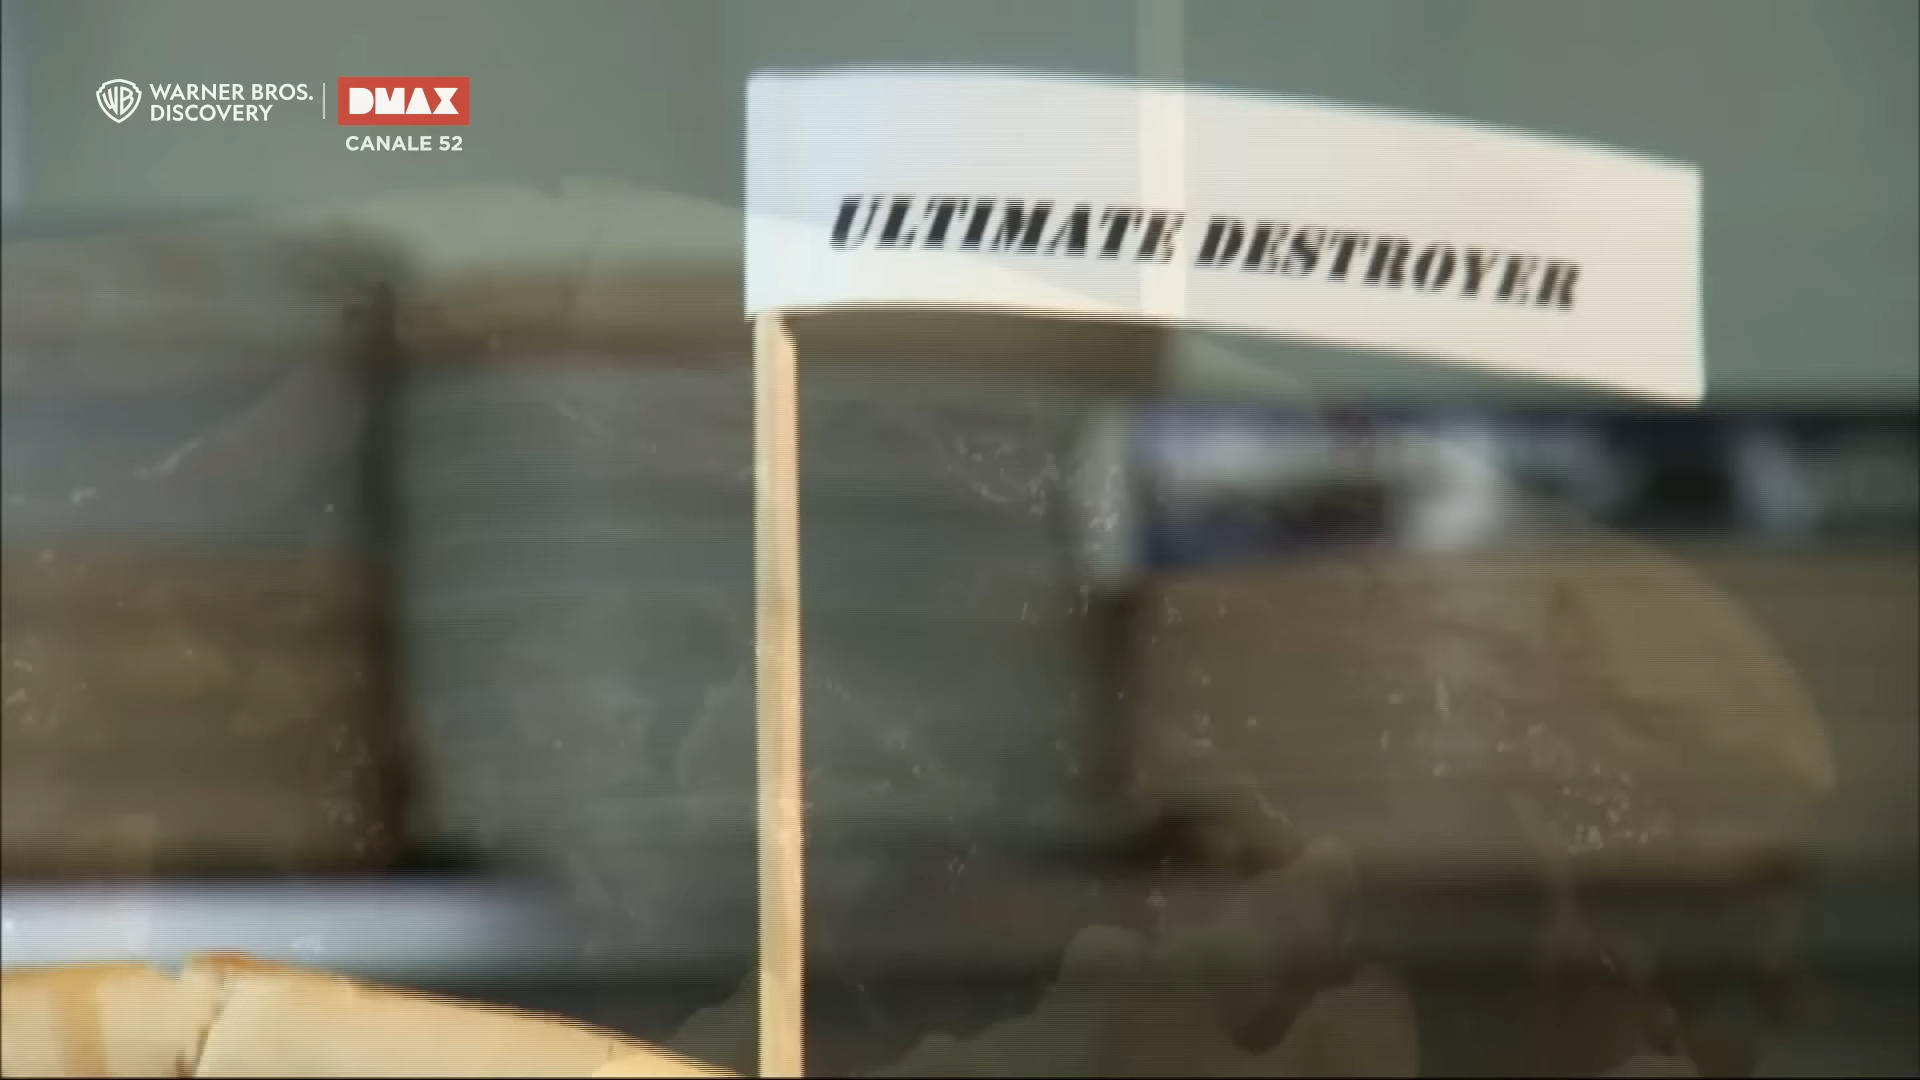 WARNER BROS.
DISCOVERY
DMAX
CANALE 52
ULTIMATE DESTROYER